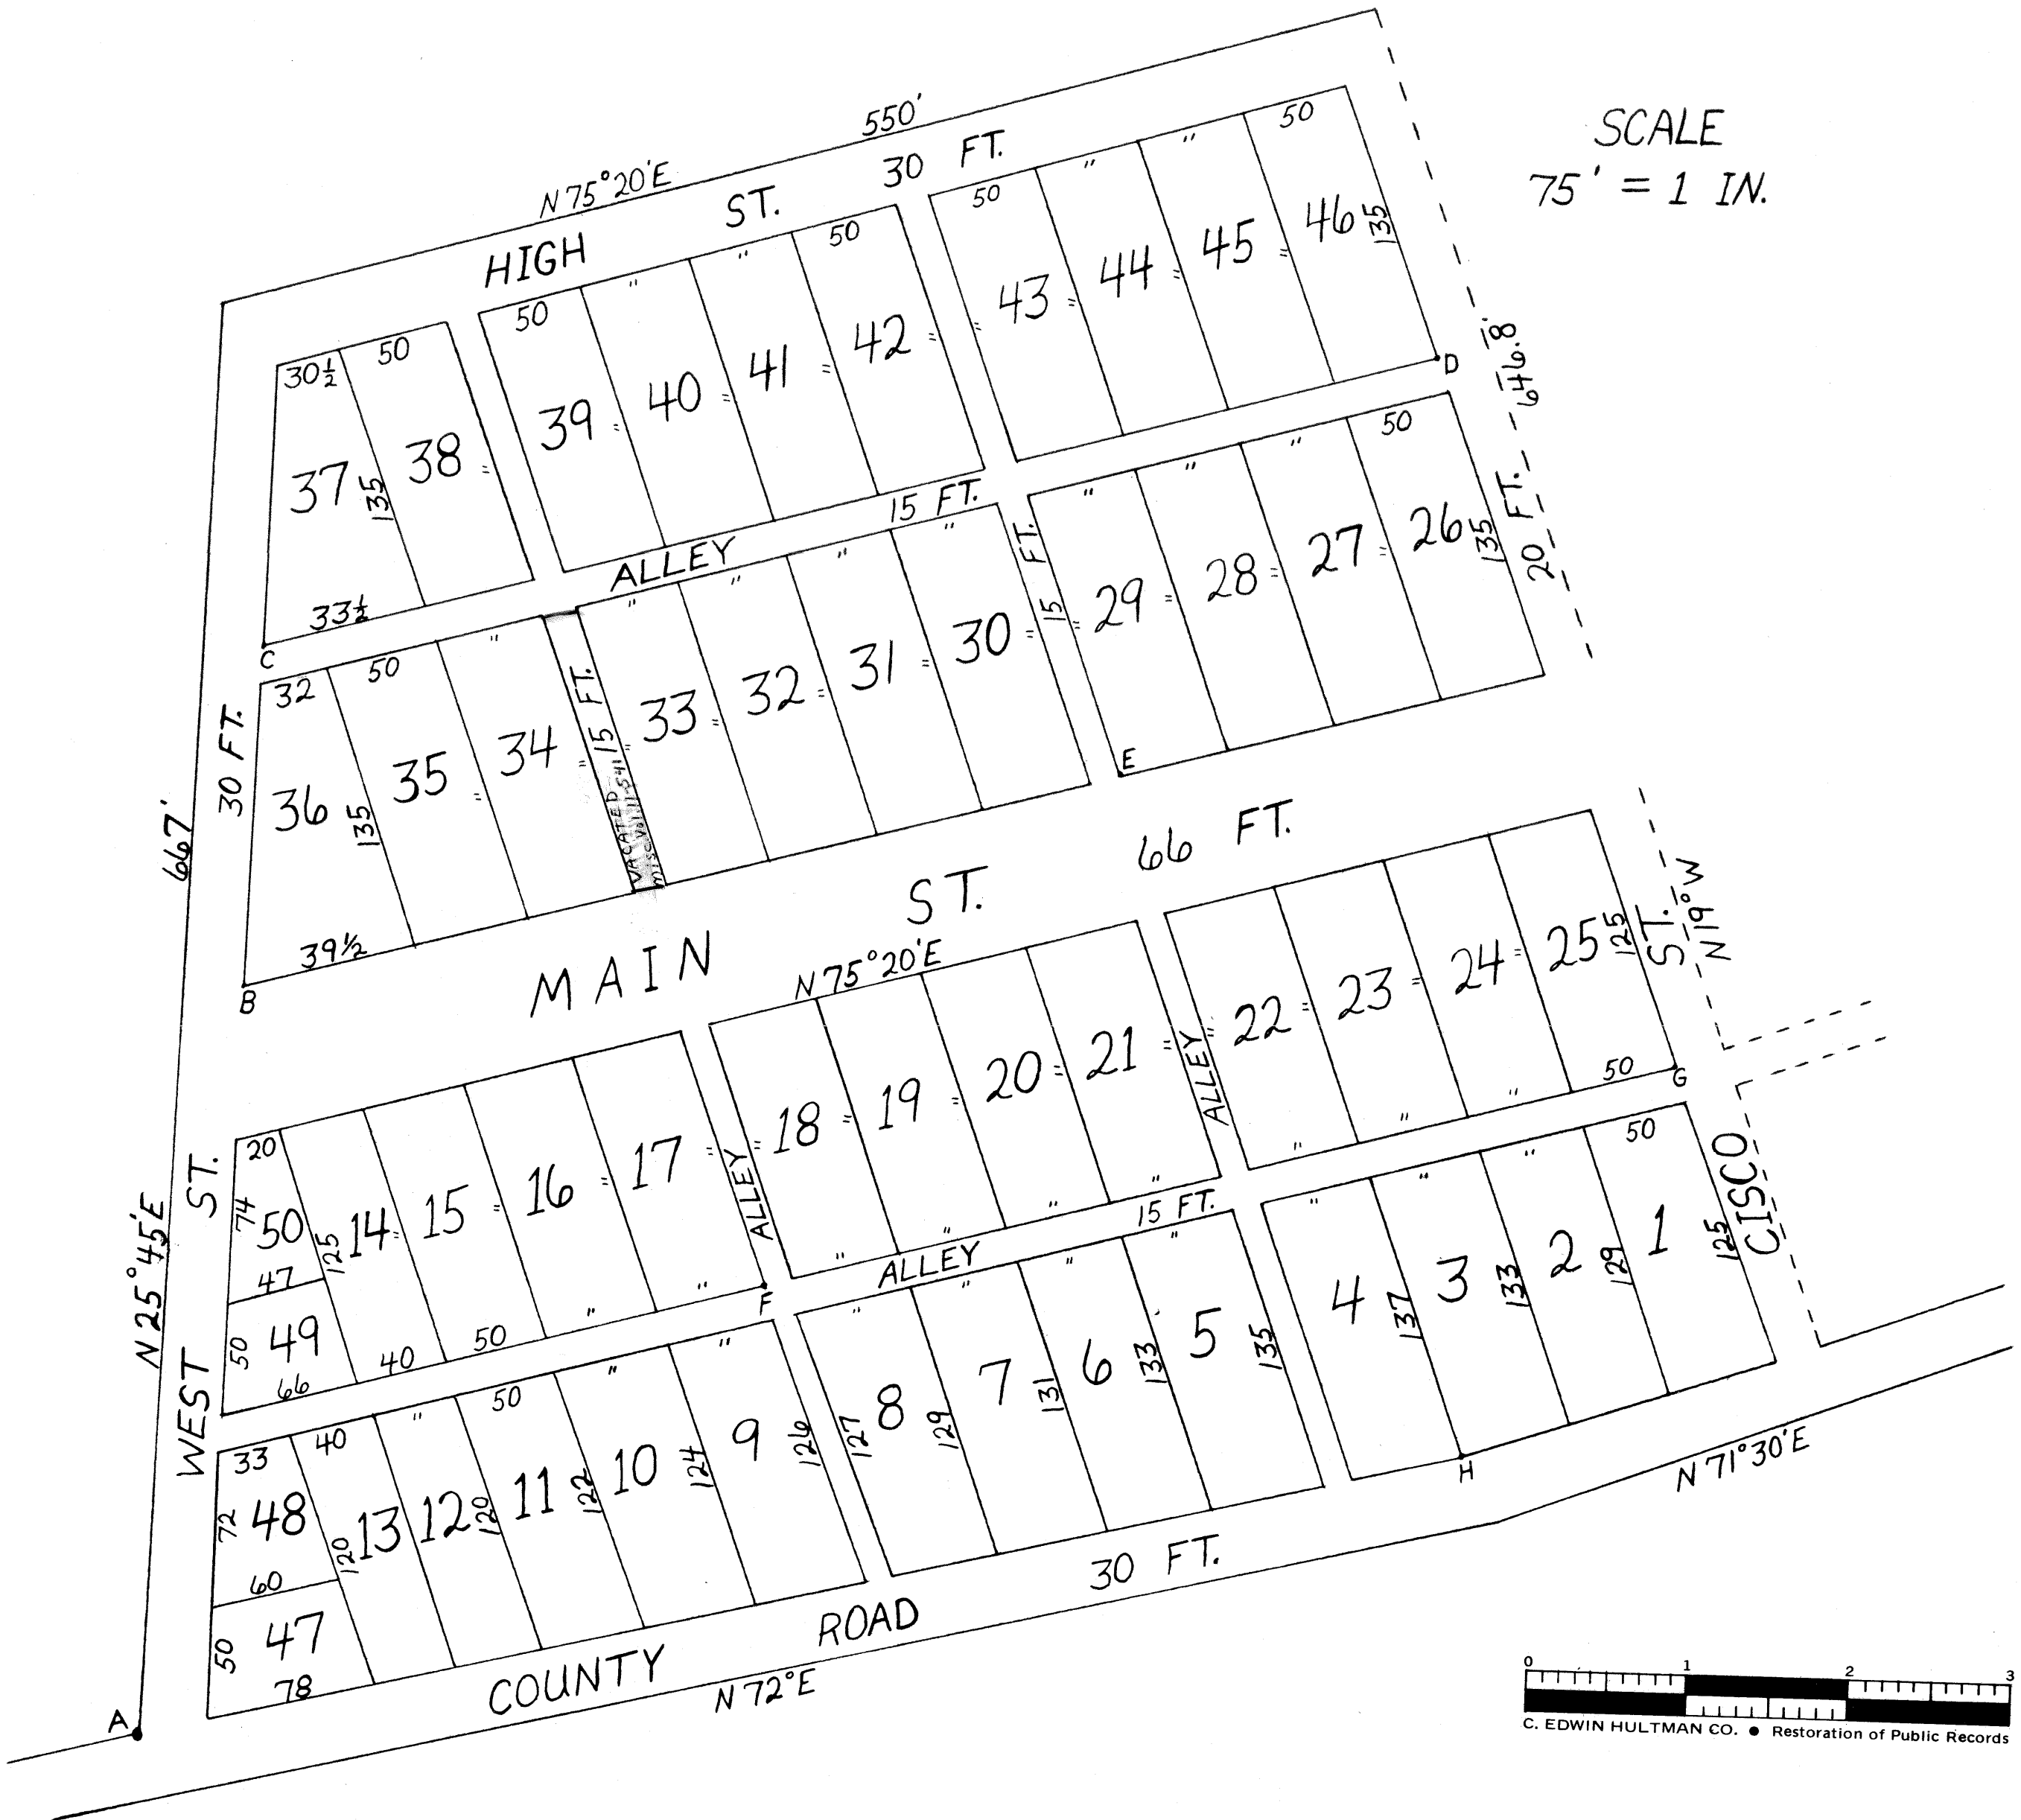 550'
N 75°20'E
HIGH ST. 30 FT.
SCALE
75' = 1 IN.
30½ 50 50 " " 50 50 " " 50
37 135 38 = 39 = 40 = 41 = 42 = = 43 = 44 = 45 = 46 135
33½
C
D
ALLEY 15 FT.
646.8'
20 FT.
32 50 " " " " " " " " 50
36 135 35 = 34 = 15 FT. = 33 = 32 = 31 = 30 = 15 FT. = 29 = 28 = 27 = 26 135
VACATED
MISC. Vol. 11-541
39½
B
E
667'
30 FT.
MAIN ST. 66 FT.
N 75°20'E
ST.
N 19° W
20
74 50 125 14 = 15 = 16 = 17 = ALLEY = 18 = 19 = 20 = 21 = ALLEY = 22 = 23 = 24 = 25 125
47
50 49
66 40 50 " " " " " " " " " 50
F
G
N 25°45'E
WEST ST.
ALLEY 15 FT.
CISCO
33 40 " 50 " " " " " " " " " 50
72 48 120 13 12 120 11 122 10 124 9 126 127 8 129 7 131 6 133 5 135 4 137 3 133 2 129 1 125
60
50 47
78
H
A
COUNTY ROAD 30 FT.
N 72°E
N 71°30'E
0 1 2 3
C. EDWIN HULTMAN CO. ● Restoration of Public Records